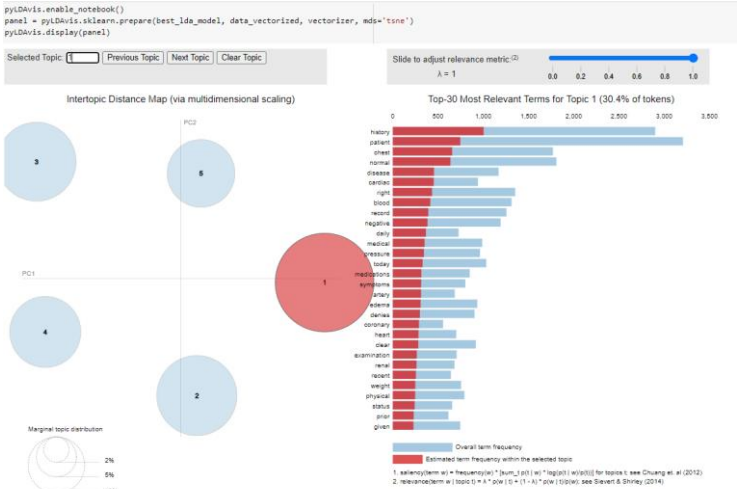 pyLDAvis.enable_notebook()
panel = pyLDAvis.sklearn.prepare(best_lda_model, data_vectorized, vectorizer, mds='tsne')
pyLDAvis.display(panel)
Selected Topic: 1 Previous Topic Next Topic Clear Topic
Slide to adjust relevance metric:(2)
λ = 1
0.0 0.2 0.4 0.6 0.8 1.0
Intertopic Distance Map (via multidimensional scaling)
PC2
3
5
PC1
1
4
2
Marginal topic distribution
2%
5%
Top-30 Most Relevant Terms for Topic 1 (30.4% of tokens)
0 500 1,000 1,500 2,000 2,500 3,000 3,500
history
patient
chest
normal
disease
cardiac
right
blood
record
negative
daily
medical
pressure
today
medications
symptoms
artery
edema
denies
coronary
heart
clear
examination
renal
recent
weight
physical
status
prior
given
Overall term frequency
Estimated term frequency within the selected topic
1. saliency(term w) = frequency(w) * [sum_t p(t | w) * log(p(t | w)/p(t))] for topics t; see Chuang et. al (2012)
2. relevance(term w | topic t) = λ * p(w | t) + (1 - λ) * p(w | t)/p(w); see Sievert & Shirley (2014)